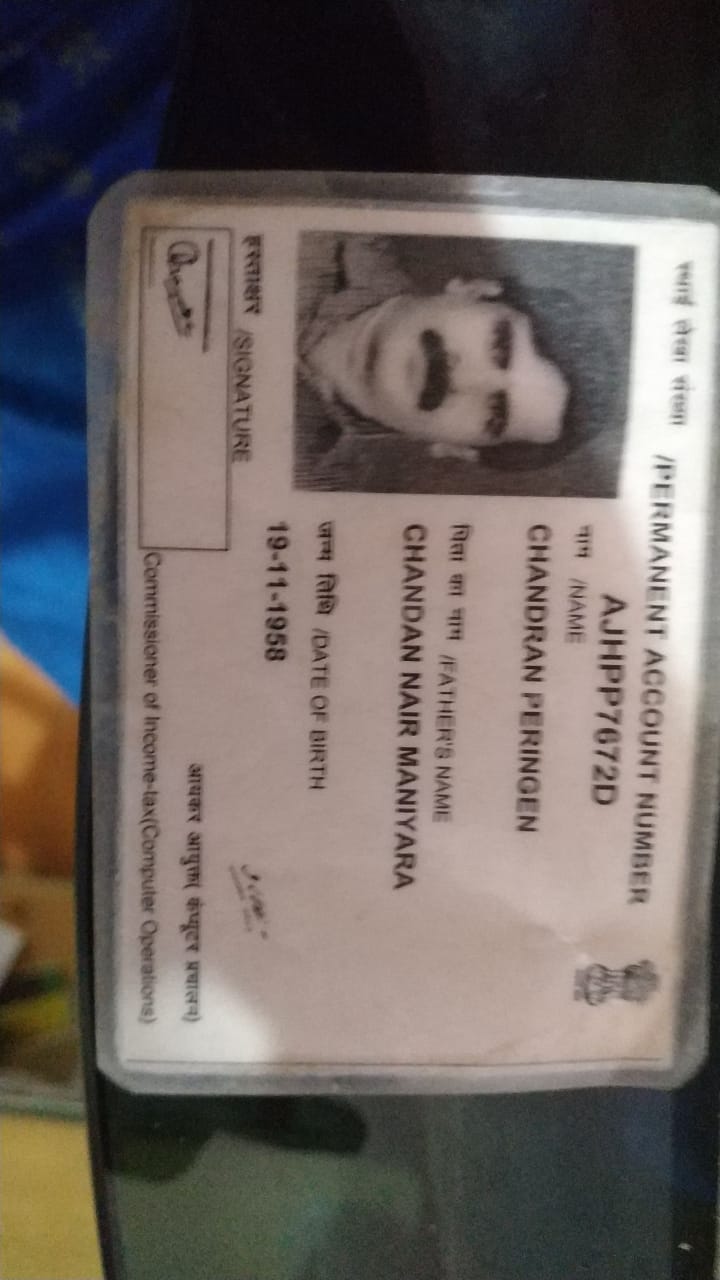 स्थाई लेखा संख्या /PERMANENT ACCOUNT NUMBER
AJHPP7672D
नाम /NAME
CHANDRAN PERINGEN
पिता का नाम /FATHER'S NAME
CHANDAN NAIR MANIYARA
जन्म तिथि /DATE OF BIRTH
19-11-1958
हस्ताक्षर /SIGNATURE
आयकर आयुक्त(कंप्यूटर प्रचालन)
Commissioner of Income-tax(Computer Operations)